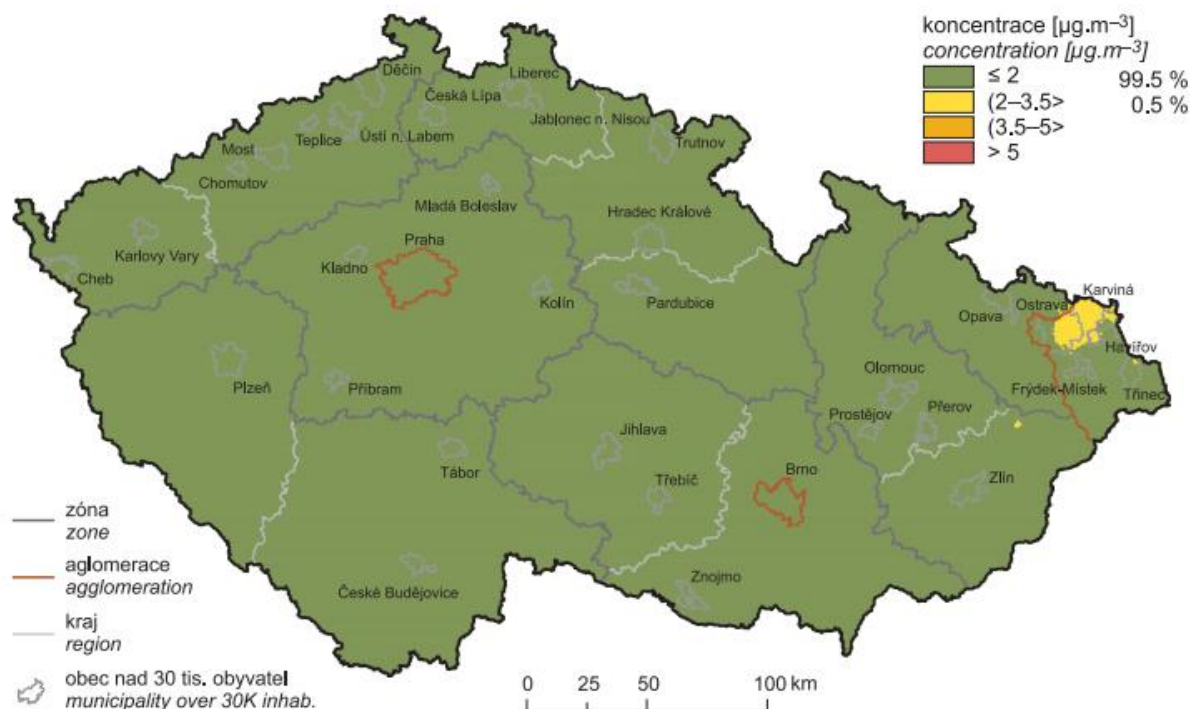 koncentrace [µg.m⁻³]
concentration [µg.m⁻³]
≤ 2 99.5 %
(2–3.5> 0.5 %
(3.5–5>
> 5
Děčín
Liberec
Česká Lípa
Jablonec n. Nisou
Teplice
Ústí n. Labem
Trutnov
Most
Chomutov
Mladá Boleslav
Hradec Králové
Karlovy Vary
Praha
Kladno
Cheb
Kolín
Pardubice
Karviná
Ostrava
Opava
Havířov
Olomouc
Frýdek-Místek
Třinec
Plzeň
Příbram
Prostějov
Přerov
Jihlava
Tábor
Třebíč
Brno
Zlín
České Budějovice
Znojmo
zóna
zone
aglomerace
agglomeration
kraj
region
obec nad 30 tis. obyvatel
municipality over 30K inhab.
0 25 50 100 km